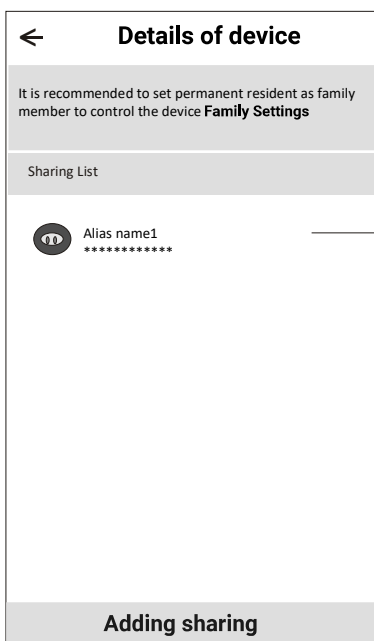 Details of device
It is recommended to set permanent resident as family
member to control the device Family Settings
Sharing List
Alias name1
************
Adding sharing